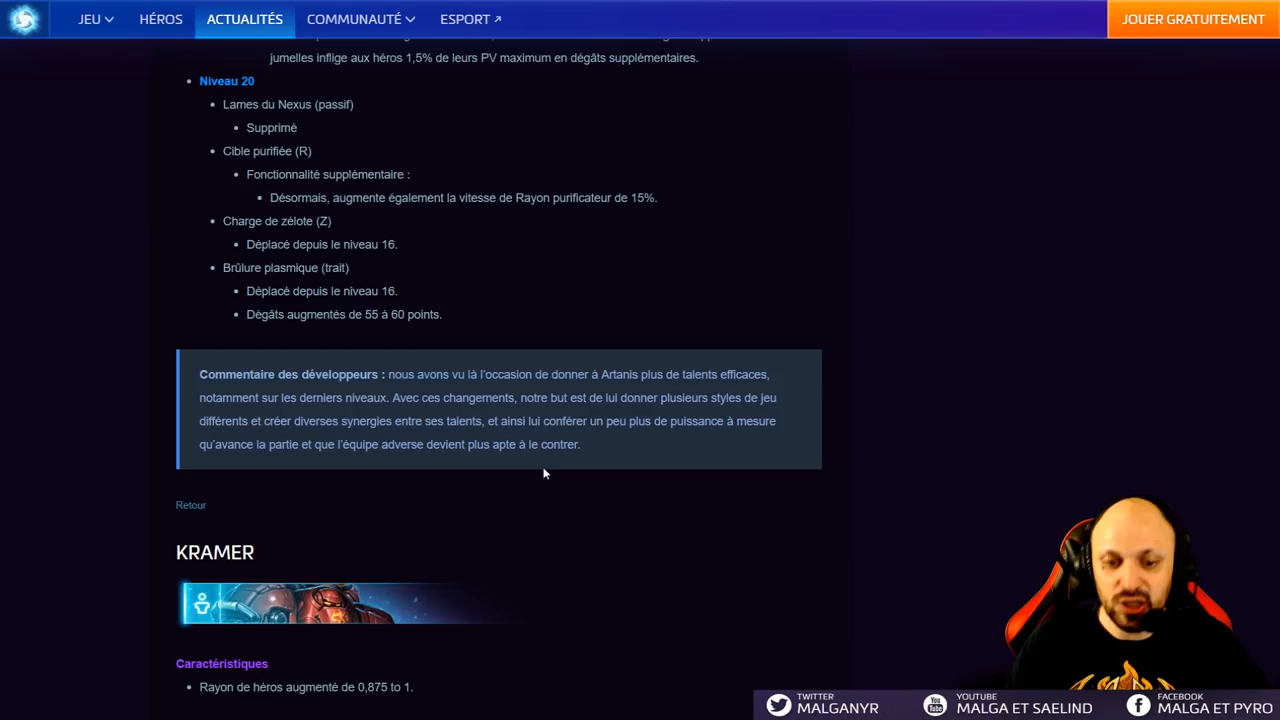 JEU HÉROS ACTUALITÉS COMMUNAUTÉ ESPORT JOUER GRATUITEMENT
jumelles inflige aux héros 1,5% de leurs PV maximum en dégâts supplémentaires.
Niveau 20
Lames du Nexus (passif)
Supprimé
Cible purifiée (R)
Fonctionnalité supplémentaire :
Désormais, augmente également la vitesse de Rayon purificateur de 15%.
Charge de zélote (Z)
Déplacé depuis le niveau 16.
Brûlure plasmique (trait)
Déplacé depuis le niveau 16.
Dégâts augmentés de 55 à 60 points.
Commentaire des développeurs : nous avons vu là l’occasion de donner à Artanis plus de talents efficaces,
notamment sur les derniers niveaux. Avec ces changements, notre but est de lui donner plusieurs styles de jeu
différents et créer diverses synergies entre ses talents, et ainsi lui conférer un peu plus de puissance à mesure
qu’avance la partie et que l’équipe adverse devient plus apte à le contrer.
Retour
KRAMER
Caractéristiques
Rayon de héros augmenté de 0,875 to 1.
TWITTER
MALGANYR
YOUTUBE
MALGA ET SAELIND
FACEBOOK
MALGA ET PYRO